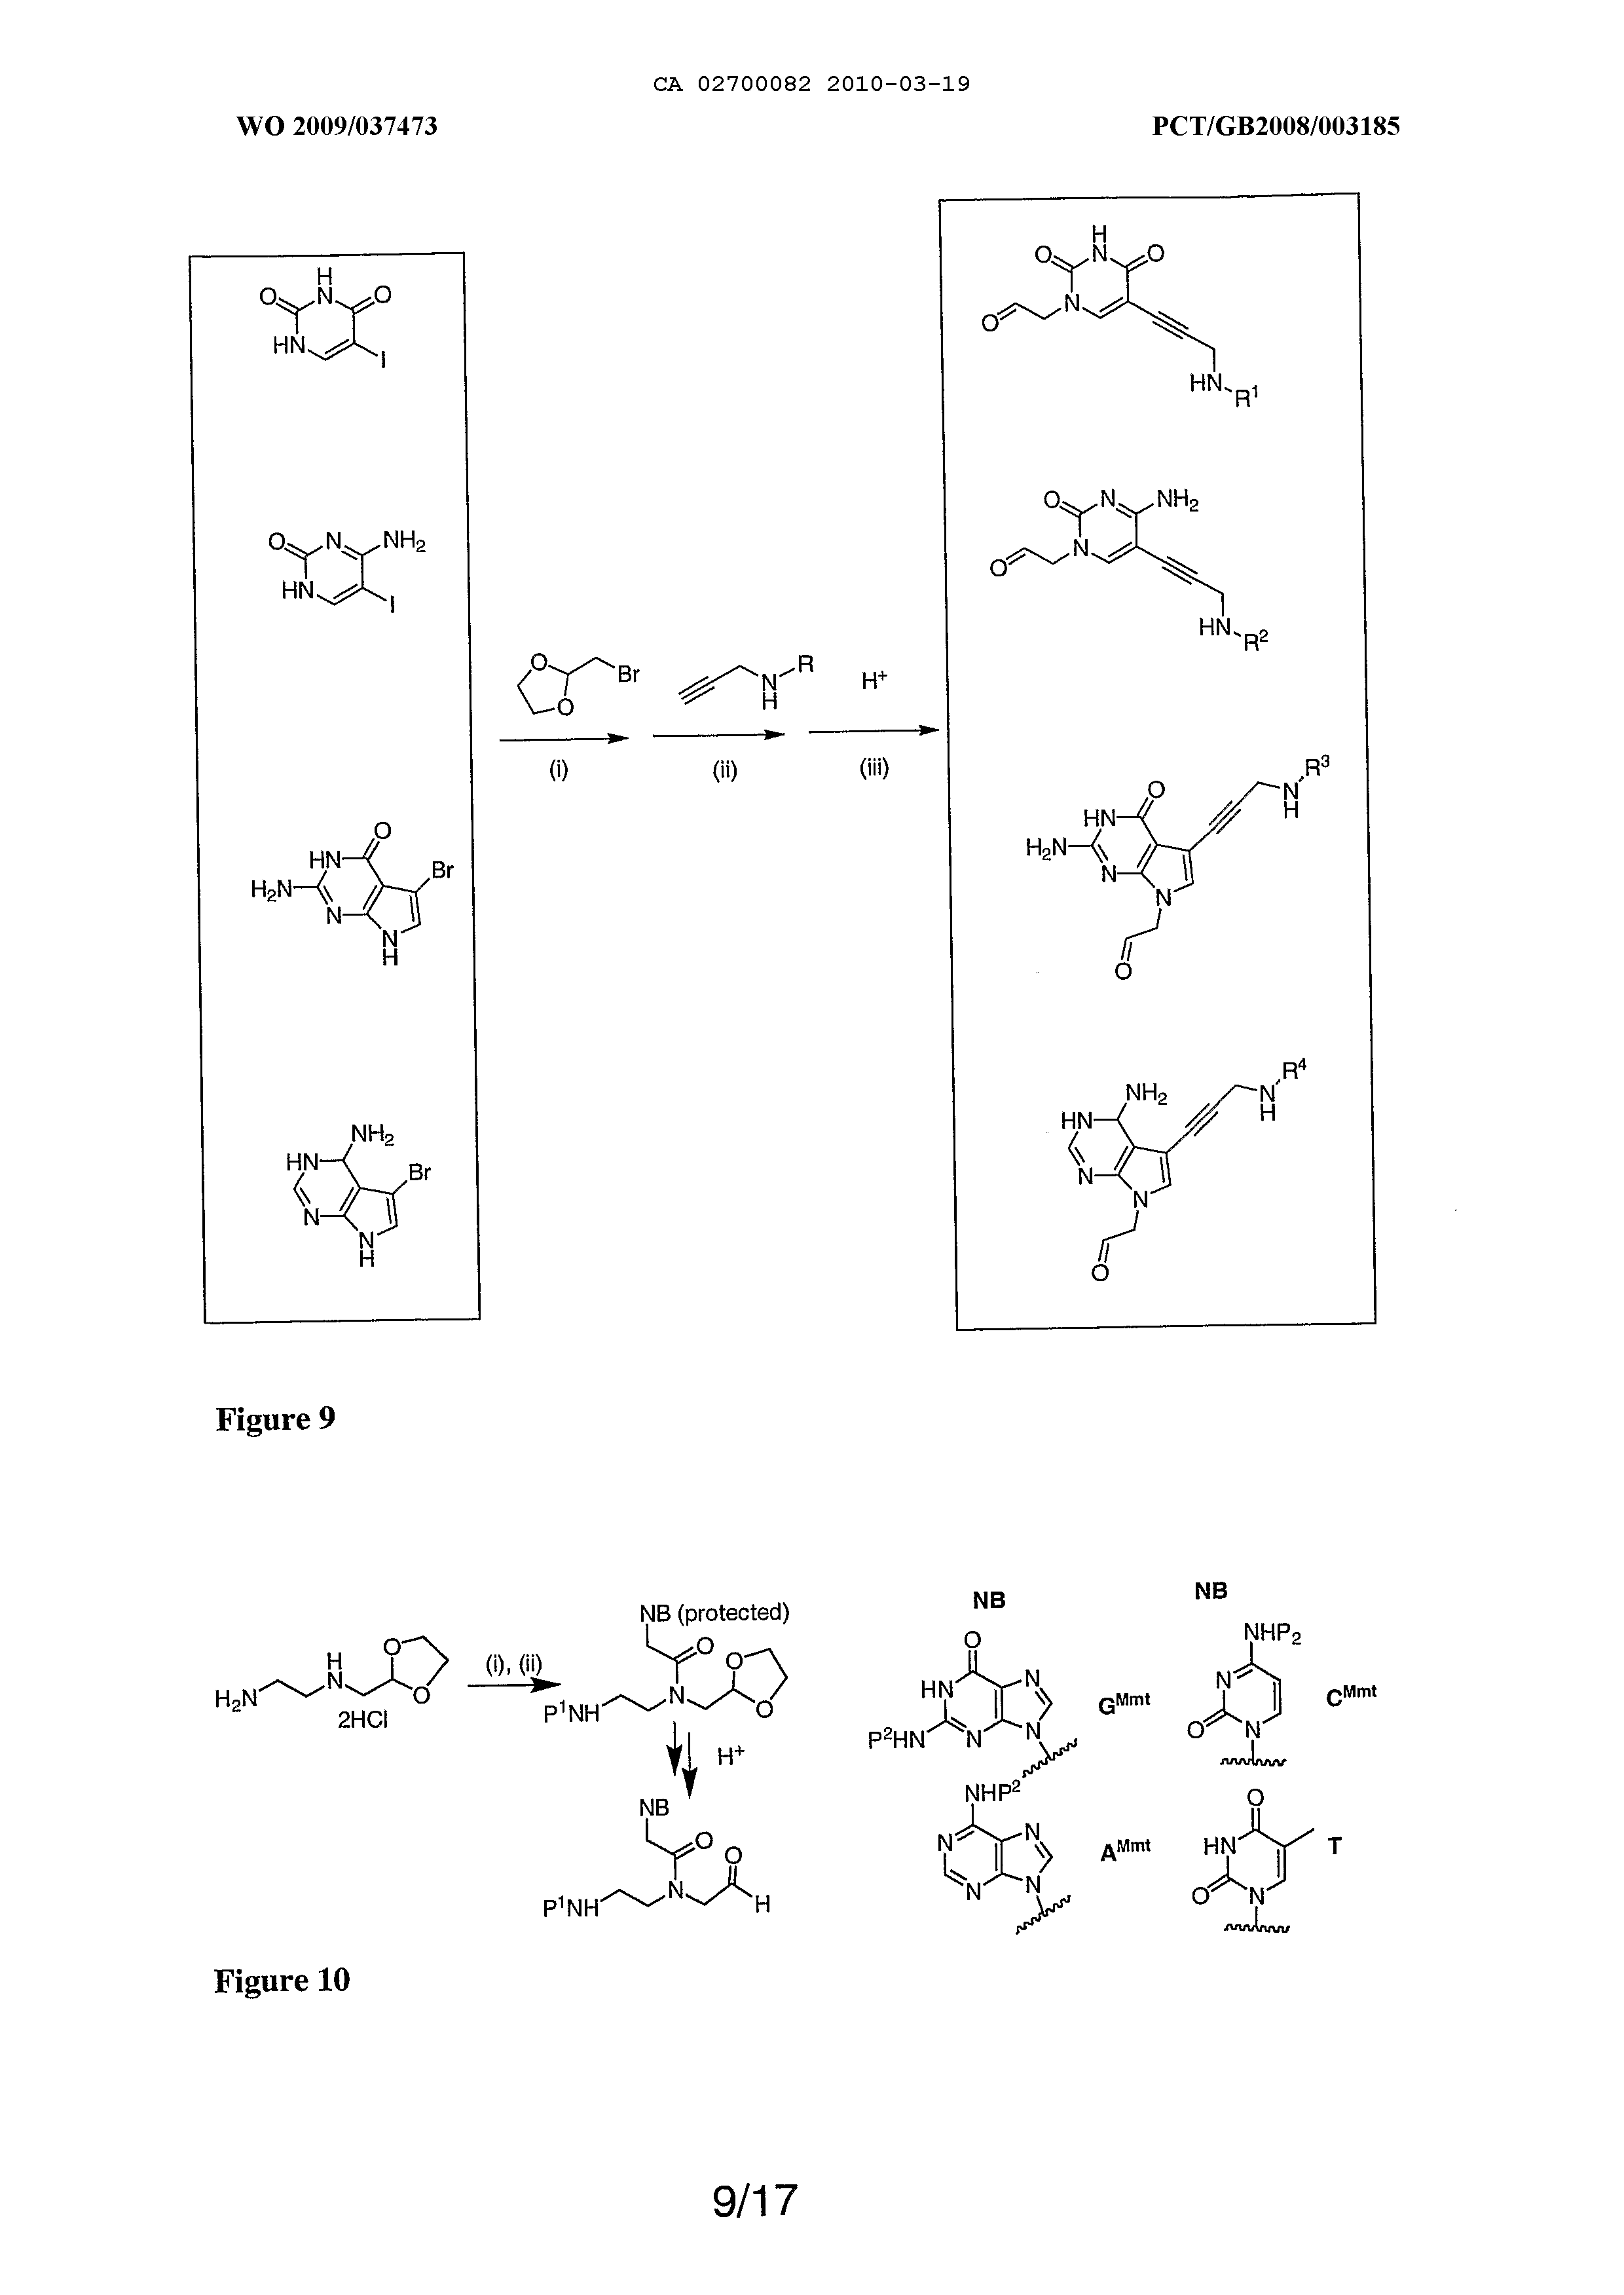 CA 02700082 2010-03-19
WO 2009/037473
PCT/GB2008/003185
H
O N O
HN
I
O N NH2
HN
I
O
HN
Br
H2N
N
N
H
NH2
HN
Br
N
N
H
O
Br
O
(i)
R
N
H
(ii)
H+
(iii)
H
O N O
N
O
HN
R1
O N NH2
N
O
HN
R2
R3
O
N
H
HN
H2N
N
N
O
R4
NH2
N
H
HN
N
N
O
Figure 9
H
O
N
H2N
O
2HCl
(i), (ii)
NB (protected)
O
O
N
P1NH
O
H+
NB
O
O
N
P1NH
H
NB
O
N
HN
P2HN
N
N
GMmt
NHP2
N
N
N
N
AMmt
NB
NHP2
N
O
N
CMmt
O
HN
T
O
N
Figure 10
9/17